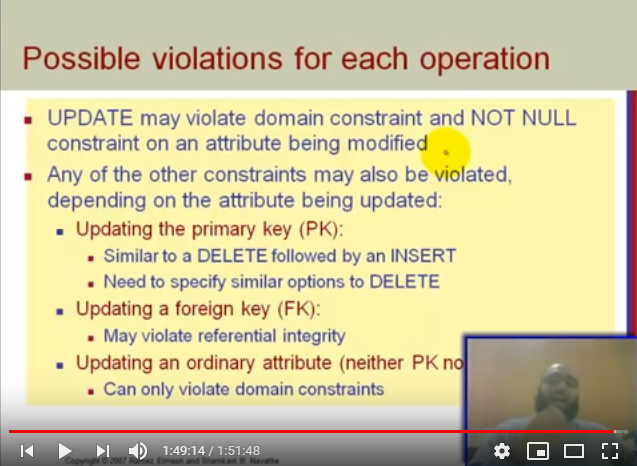 Possible violations for each operation
UPDATE may violate domain constraint and NOT NULL
constraint on an attribute being modified
Any of the other constraints may also be violated,
depending on the attribute being updated:
Updating the primary key (PK):
Similar to a DELETE followed by an INSERT
Need to specify similar options to DELETE
Updating a foreign key (FK):
May violate referential integrity
Updating an ordinary attribute (neither PK no
Can only violate domain constraints
1:49:14 / 1:51:48
Copyright © 2007 Ramez Elmasri and Shamkant B. Navathe